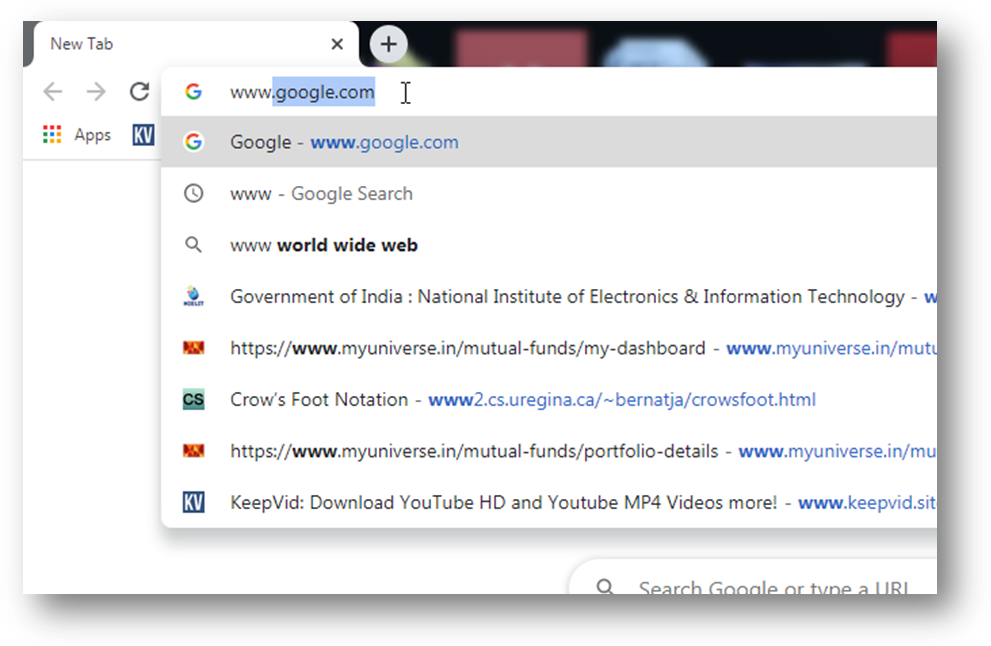 New Tab
www.google.com
Apps
KV
Google - www.google.com
www - Google Search
www world wide web
Government of India : National Institute of Electronics & Information Technology - w
https://www.myuniverse.in/mutual-funds/my-dashboard - www.myuniverse.in/mutu
CS
Crow's Foot Notation - www2.cs.uregina.ca/~bernatja/crowsfoot.html
https://www.myuniverse.in/mutual-funds/portfolio-details - www.myuniverse.in/mu
KV
KeepVid: Download YouTube HD and Youtube MP4 Videos more! - www.keepvid.sit
Search Google or type a URL